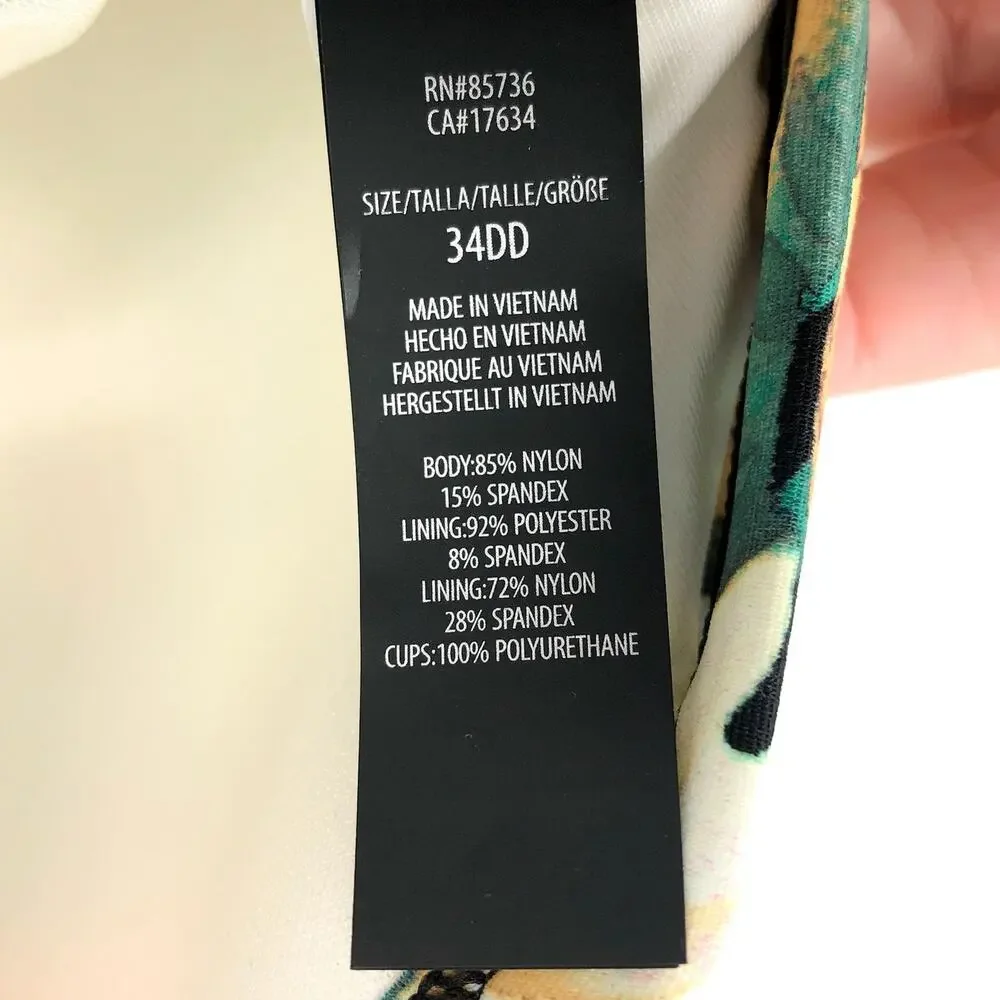 RN#85736
CA#17634
SIZE/TALLA/TALLE/GRÖßE
34DD
MADE IN VIETNAM
HECHO EN VIETNAM
FABRIQUE AU VIETNAM
HERGESTELLT IN VIETNAM
BODY:85% NYLON
15% SPANDEX
LINING:92% POLYESTER
8% SPANDEX
LINING:72% NYLON
28% SPANDEX
CUPS:100% POLYURETHANE